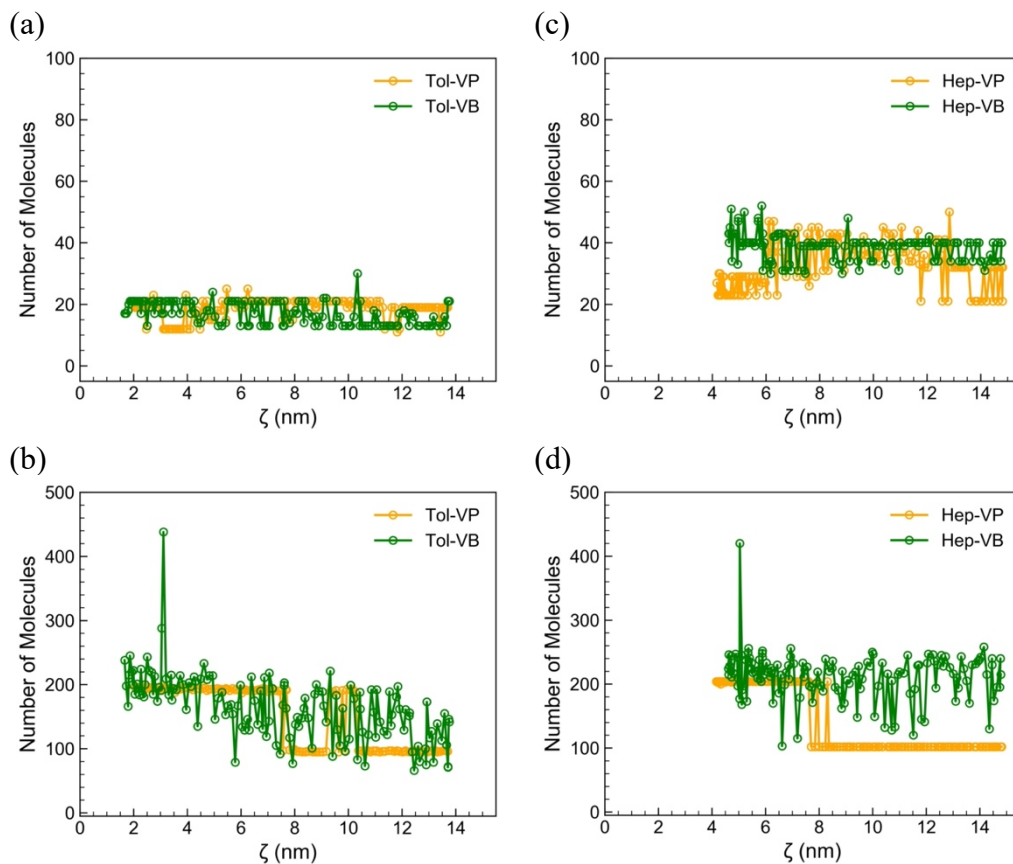 (a)
100
80
60
40
20
0
Number of Molecules
Tol-VP
Tol-VB
0 2 4 6 8 10 12 14
ζ (nm)
(c)
100
80
60
40
20
0
Number of Molecules
Hep-VP
Hep-VB
0 2 4 6 8 10 12 14
ζ (nm)
(b)
500
400
300
200
100
0
Number of Molecules
Tol-VP
Tol-VB
0 2 4 6 8 10 12 14
ζ (nm)
(d)
500
400
300
200
100
0
Number of Molecules
Hep-VP
Hep-VB
0 2 4 6 8 10 12 14
ζ (nm)